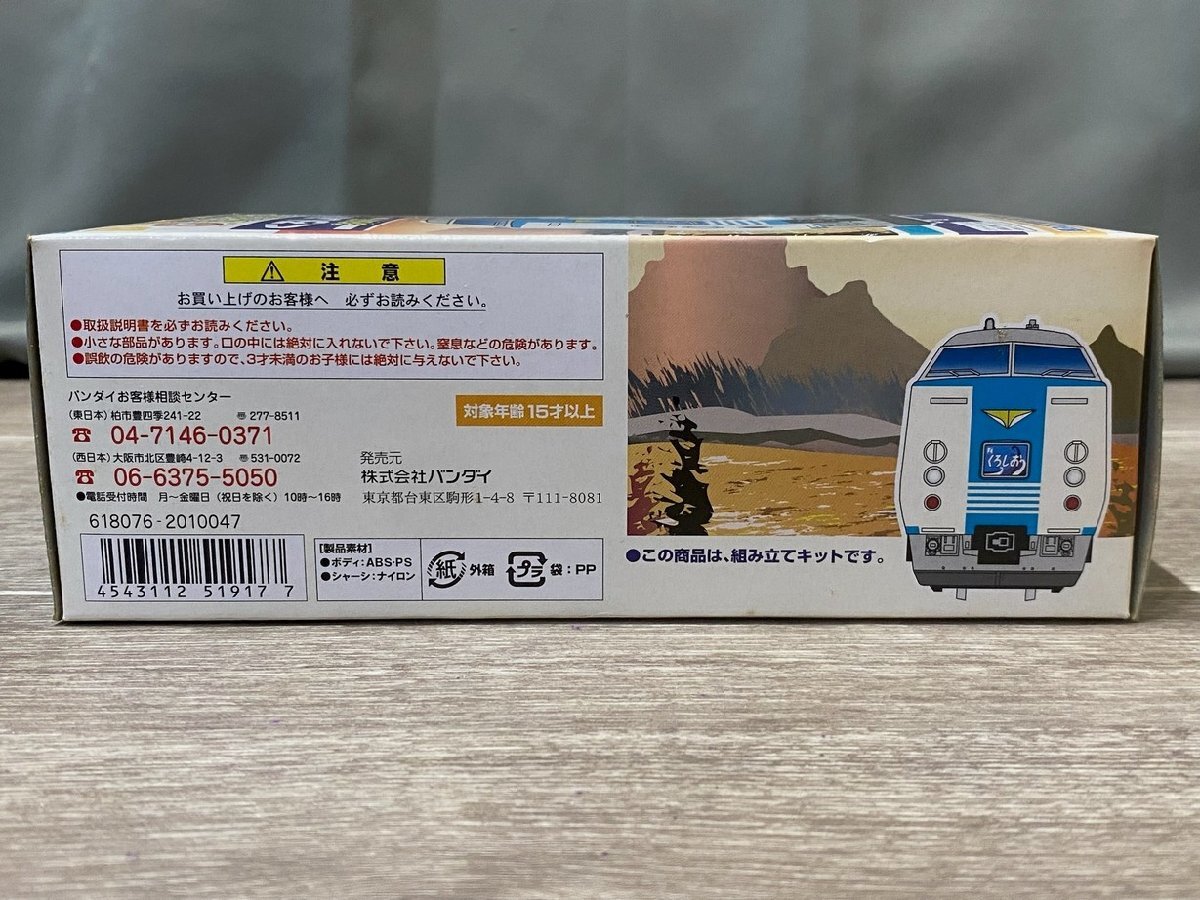 注 意
お買い上げのお客様へ 必ずお読みください。
●取扱説明書を必ずお読みください。
●小さな部品があります。口の中には絶対に入れないで下さい。窒息などの危険があります。
●誤飲の危険がありますので、3才未満のお子様には絶対に与えないで下さい。
バンダイお客様相談センター
(東日本) 柏市豊四季241-22 〠277-8511
☎ 04-7146-0371
(西日本) 大阪市北区豊崎4-12-3 〠531-0072
☎ 06-6375-5050
●電話受付時間 月～金曜日(祝日を除く)10時～16時
対象年齢15才以上
発売元
株式会社バンダイ
東京都台東区駒形1-4-8 〒111-8081
618076-2010047
4543112 51917 7
[製品素材]
●ボディ:ABS・PS
●シャーシ:ナイロン
紙 外箱
プラ 袋:PP
●この商品は、組み立てキットです。
くろしお